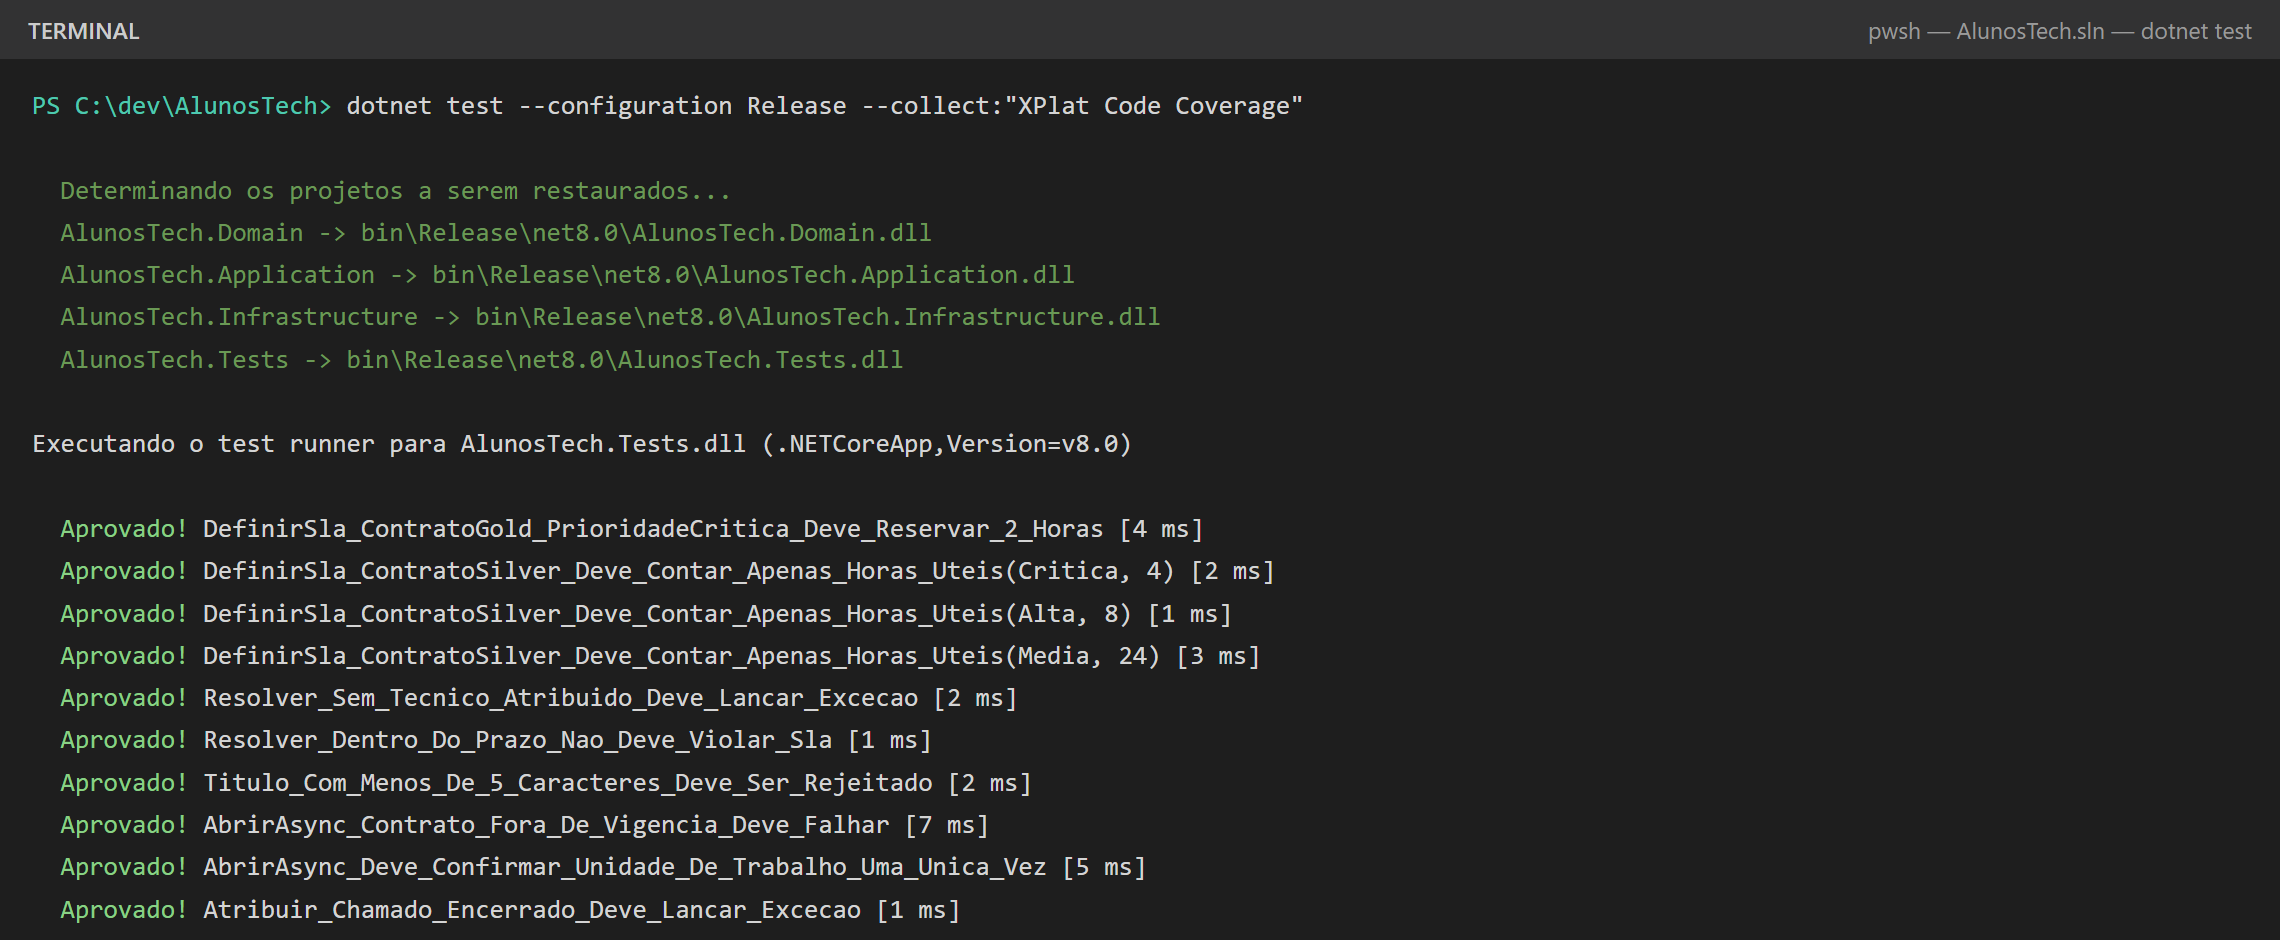 TERMINAL
pwsh — AlunosTech.sln — dotnet test
PS C:\dev\AlunosTech> dotnet test --configuration Release --collect:"XPlat Code Coverage"
Determinando os projetos a serem restaurados...
AlunosTech.Domain -> bin\Release\net8.0\AlunosTech.Domain.dll
AlunosTech.Application -> bin\Release\net8.0\AlunosTech.Application.dll
AlunosTech.Infrastructure -> bin\Release\net8.0\AlunosTech.Infrastructure.dll
AlunosTech.Tests -> bin\Release\net8.0\AlunosTech.Tests.dll
Executando o test runner para AlunosTech.Tests.dll (.NETCoreApp,Version=v8.0)
Aprovado! DefinirSla_ContratoGold_PrioridadeCritica_Deve_Reservar_2_Horas [4 ms]
Aprovado! DefinirSla_ContratoSilver_Deve_Contar_Apenas_Horas_Uteis(Critica, 4) [2 ms]
Aprovado! DefinirSla_ContratoSilver_Deve_Contar_Apenas_Horas_Uteis(Alta, 8) [1 ms]
Aprovado! DefinirSla_ContratoSilver_Deve_Contar_Apenas_Horas_Uteis(Media, 24) [3 ms]
Aprovado! Resolver_Sem_Tecnico_Atribuido_Deve_Lancar_Excecao [2 ms]
Aprovado! Resolver_Dentro_Do_Prazo_Nao_Deve_Violar_Sla [1 ms]
Aprovado! Titulo_Com_Menos_De_5_Caracteres_Deve_Ser_Rejeitado [2 ms]
Aprovado! AbrirAsync_Contrato_Fora_De_Vigencia_Deve_Falhar [7 ms]
Aprovado! AbrirAsync_Deve_Confirmar_Unidade_De_Trabalho_Uma_Unica_Vez [5 ms]
Aprovado! Atribuir_Chamado_Encerrado_Deve_Lancar_Excecao [1 ms]